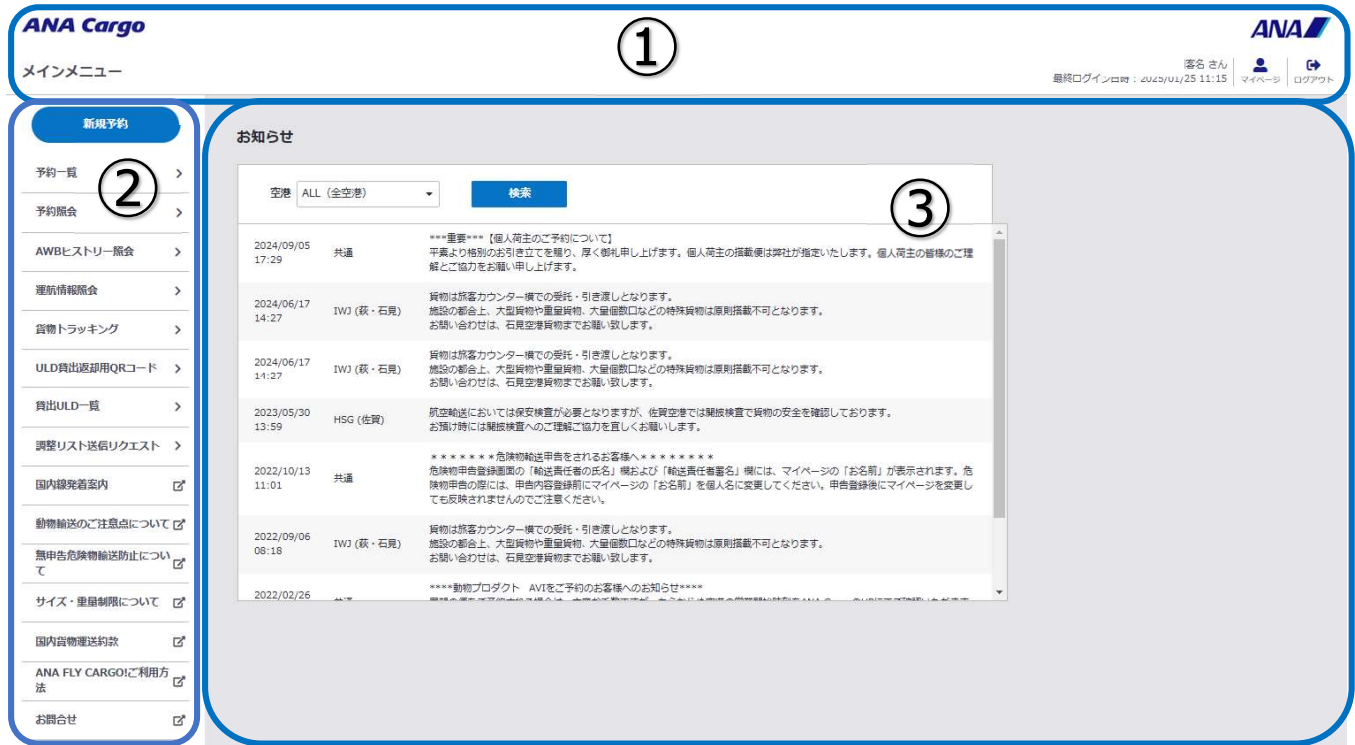 ANA Cargo
ANA
①
メインメニュー
客名 さん
最終ログイン日時：2025/01/25 11:15
マイページ
ログアウト
新規予約
②
予約一覧
予約照会
AWBヒストリー照会
運航情報照会
貨物トラッキング
ULD貸出返却用QRコード
貸出ULD一覧
調整リスト送信リクエスト
国内線発着案内
動物輸送のご注意点について
無申告危険物輸送防止につい
て
サイズ・重量制限について
国内貨物運送約款
ANA FLY CARGO!ご利用方
法
お問合せ
お知らせ
③
空港 ALL（全空港） 検索
2024/09/05
17:29
共通
***重要***【個人荷主のご予約について】
平素より格別のお引き立てを賜り、厚く御礼申し上げます。個人荷主の搭載便は弊社が指定いたします。個人荷主の皆様のご理
解とご協力をお願い申し上げます。
2024/06/17
14:27
IWJ (萩・石見)
貨物は旅客カウンター横での受託・引き渡しとなります。
施設の都合上、大型貨物や重量貨物、大量個数口などの特殊貨物は原則搭載不可となります。
お問い合わせは、石見空港貨物までお願い致します。
2024/06/17
14:27
IWJ (萩・石見)
貨物は旅客カウンター横での受託・引き渡しとなります。
施設の都合上、大型貨物や重量貨物、大量個数口などの特殊貨物は原則搭載不可となります。
お問い合わせは、石見空港貨物までお願い致します。
2023/05/30
13:59
HSG (佐賀)
航空輸送においては保安検査が必要となりますが、佐賀空港では開披検査で貨物の安全を確認しております。
お預け時には開披検査へのご理解ご協力を宜しくお願いします。
2022/10/13
11:01
共通
＊＊＊＊＊＊＊危険物輸送申告をされるお客様へ＊＊＊＊＊＊＊＊
危険物申告登録画面の「輸送責任者の氏名」欄および「輸送責任者署名」欄には、マイページの「お名前」が表示されます。危
険物申告の際には、申告内容登録前にマイページの「お名前」を個人名に変更してください。申告登録後にマイページを変更し
ても反映されませんのでご注意ください。
2022/09/06
08:18
IWJ (萩・石見)
貨物は旅客カウンター横での受託・引き渡しとなります。
施設の都合上、大型貨物や重量貨物、大量個数口などの特殊貨物は原則搭載不可となります。
お問い合わせは、石見空港貨物までお願い致します。
2022/02/26
****動物プロダクト AVIをご予約のお客様へのお知らせ****